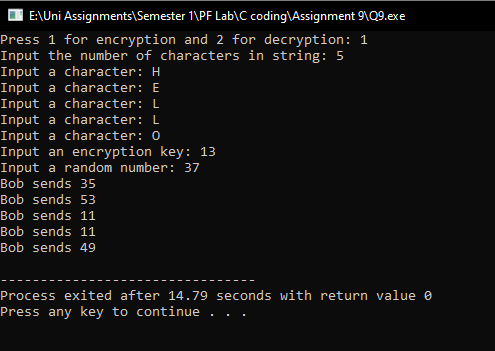 E:\Uni Assignments\Semester 1\PF Lab\C coding\Assignment 9\Q9.exe
Press 1 for encryption and 2 for decryption: 1
Input the number of characters in string: 5
Input a character: H
Input a character: E
Input a character: L
Input a character: L
Input a character: O
Input an encryption key: 13
Input a random number: 37
Bob sends 35
Bob sends 53
Bob sends 11
Bob sends 11
Bob sends 49
--------------------------------
Process exited after 14.79 seconds with return value 0
Press any key to continue . . .